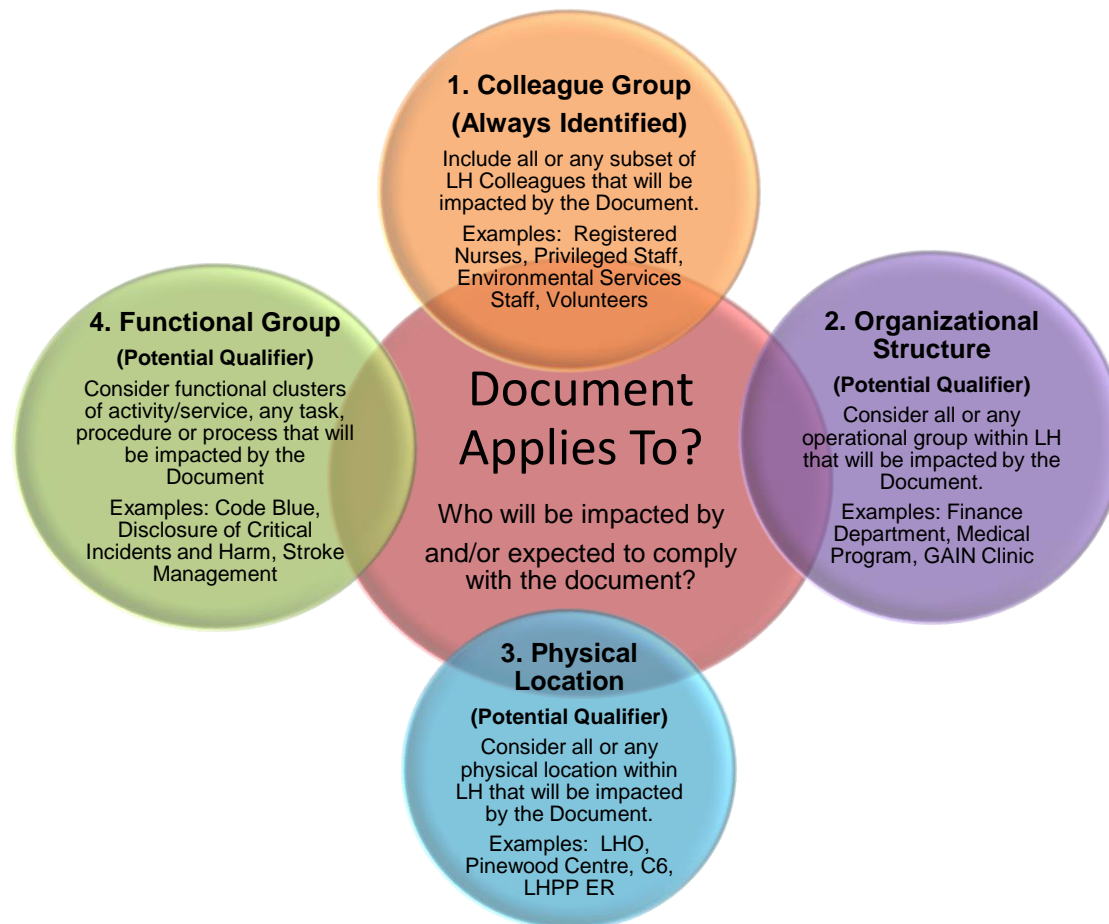 1. Colleague Group
(Always Identified)
Include all or any subset of
LH Colleagues that will be
impacted by the Document.
Examples:  Registered
Nurses, Privileged Staff,
Environmental Services
Staff, Volunteers
Document
Applies To?
Who will be impacted by
and/or expected to comply
with the document?
2. Organizational
Structure
(Potential Qualifier)
Consider all or any
operational group within LH
that will be impacted by the
Document.
Examples: Finance
Department, Medical
Program, GAIN Clinic
3. Physical
Location
(Potential Qualifier)
Consider all or any
physical location within
LH that will be impacted
by the Document.
Examples:  LHO,
Pinewood Centre, C6,
LHPP ER
4. Functional Group
(Potential Qualifier)
Consider functional clusters
of activity/service, any task,
procedure or process that will
be impacted by the
Document
Examples: Code Blue,
Disclosure of Critical
Incidents and Harm, Stroke
Management